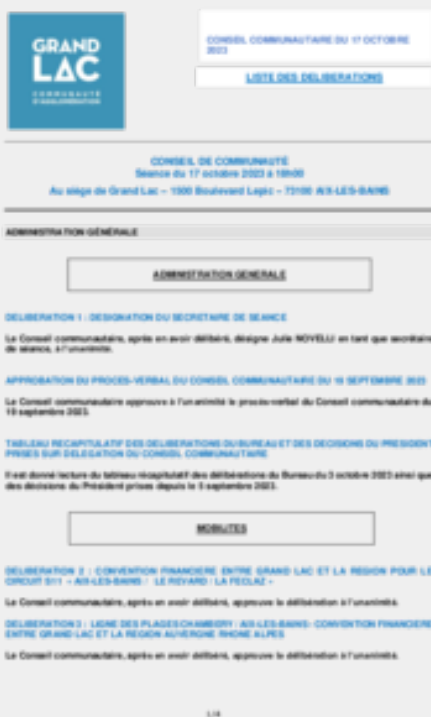 GRAND
LAC
COMMUNAUTÉ
D'AGGLOMÉRATION
CONSEIL COMMUNAUTAIRE DU 17 OCTOBRE
2023
LISTE DES DELIBERATIONS
CONSEIL DE COMMUNAUTÉ
Séance du 17 octobre 2023 à 18h00
Au siège de Grand Lac – 1500 Boulevard Lepic – 73100 AIX-LES-BAINS
ADMINISTRATION GÉNÉRALE
ADMINISTRATION GENERALE
DELIBERATION 1 : DESIGNATION DU SECRETAIRE DE SEANCE
Le Conseil communautaire, après en avoir délibéré, désigne Julie NOVELLI en tant que secrétaire
de séance, à l'unanimité.
APPROBATION DU PROCES-VERBAL DU CONSEIL COMMUNAUTAIRE DU 19 SEPTEMBRE 2023
Le Conseil communautaire approuve à l'unanimité le procès-verbal du Conseil communautaire du
19 septembre 2023.
TABLEAU RECAPITULATIF DES DELIBERATIONS DU BUREAU ET DES DECISIONS DU PRESIDENT
PRISES SUR DELEGATION DU CONSEIL COMMUNAUTAIRE
Il est donné lecture du tableau récapitulatif des délibérations du Bureau du 3 octobre 2023 ainsi que
des décisions du Président prises depuis le 5 septembre 2023.
MOBILITES
DELIBERATION 2 : CONVENTION FINANCIERE ENTRE GRAND LAC ET LA REGION POUR LE
CIRCUIT S11 – AIX-LES-BAINS / LE REVARD / LA FECLAZ –
Le Conseil communautaire, après en avoir délibéré, approuve la délibération à l'unanimité.
DELIBERATION 3 : LIGNE DES PLAGES CHAMBERY / AIX-LES-BAINS : CONVENTION FINANCIERE
ENTRE GRAND LAC ET LA REGION AUVERGNE RHONE ALPES
Le Conseil communautaire, après en avoir délibéré, approuve la délibération à l'unanimité.